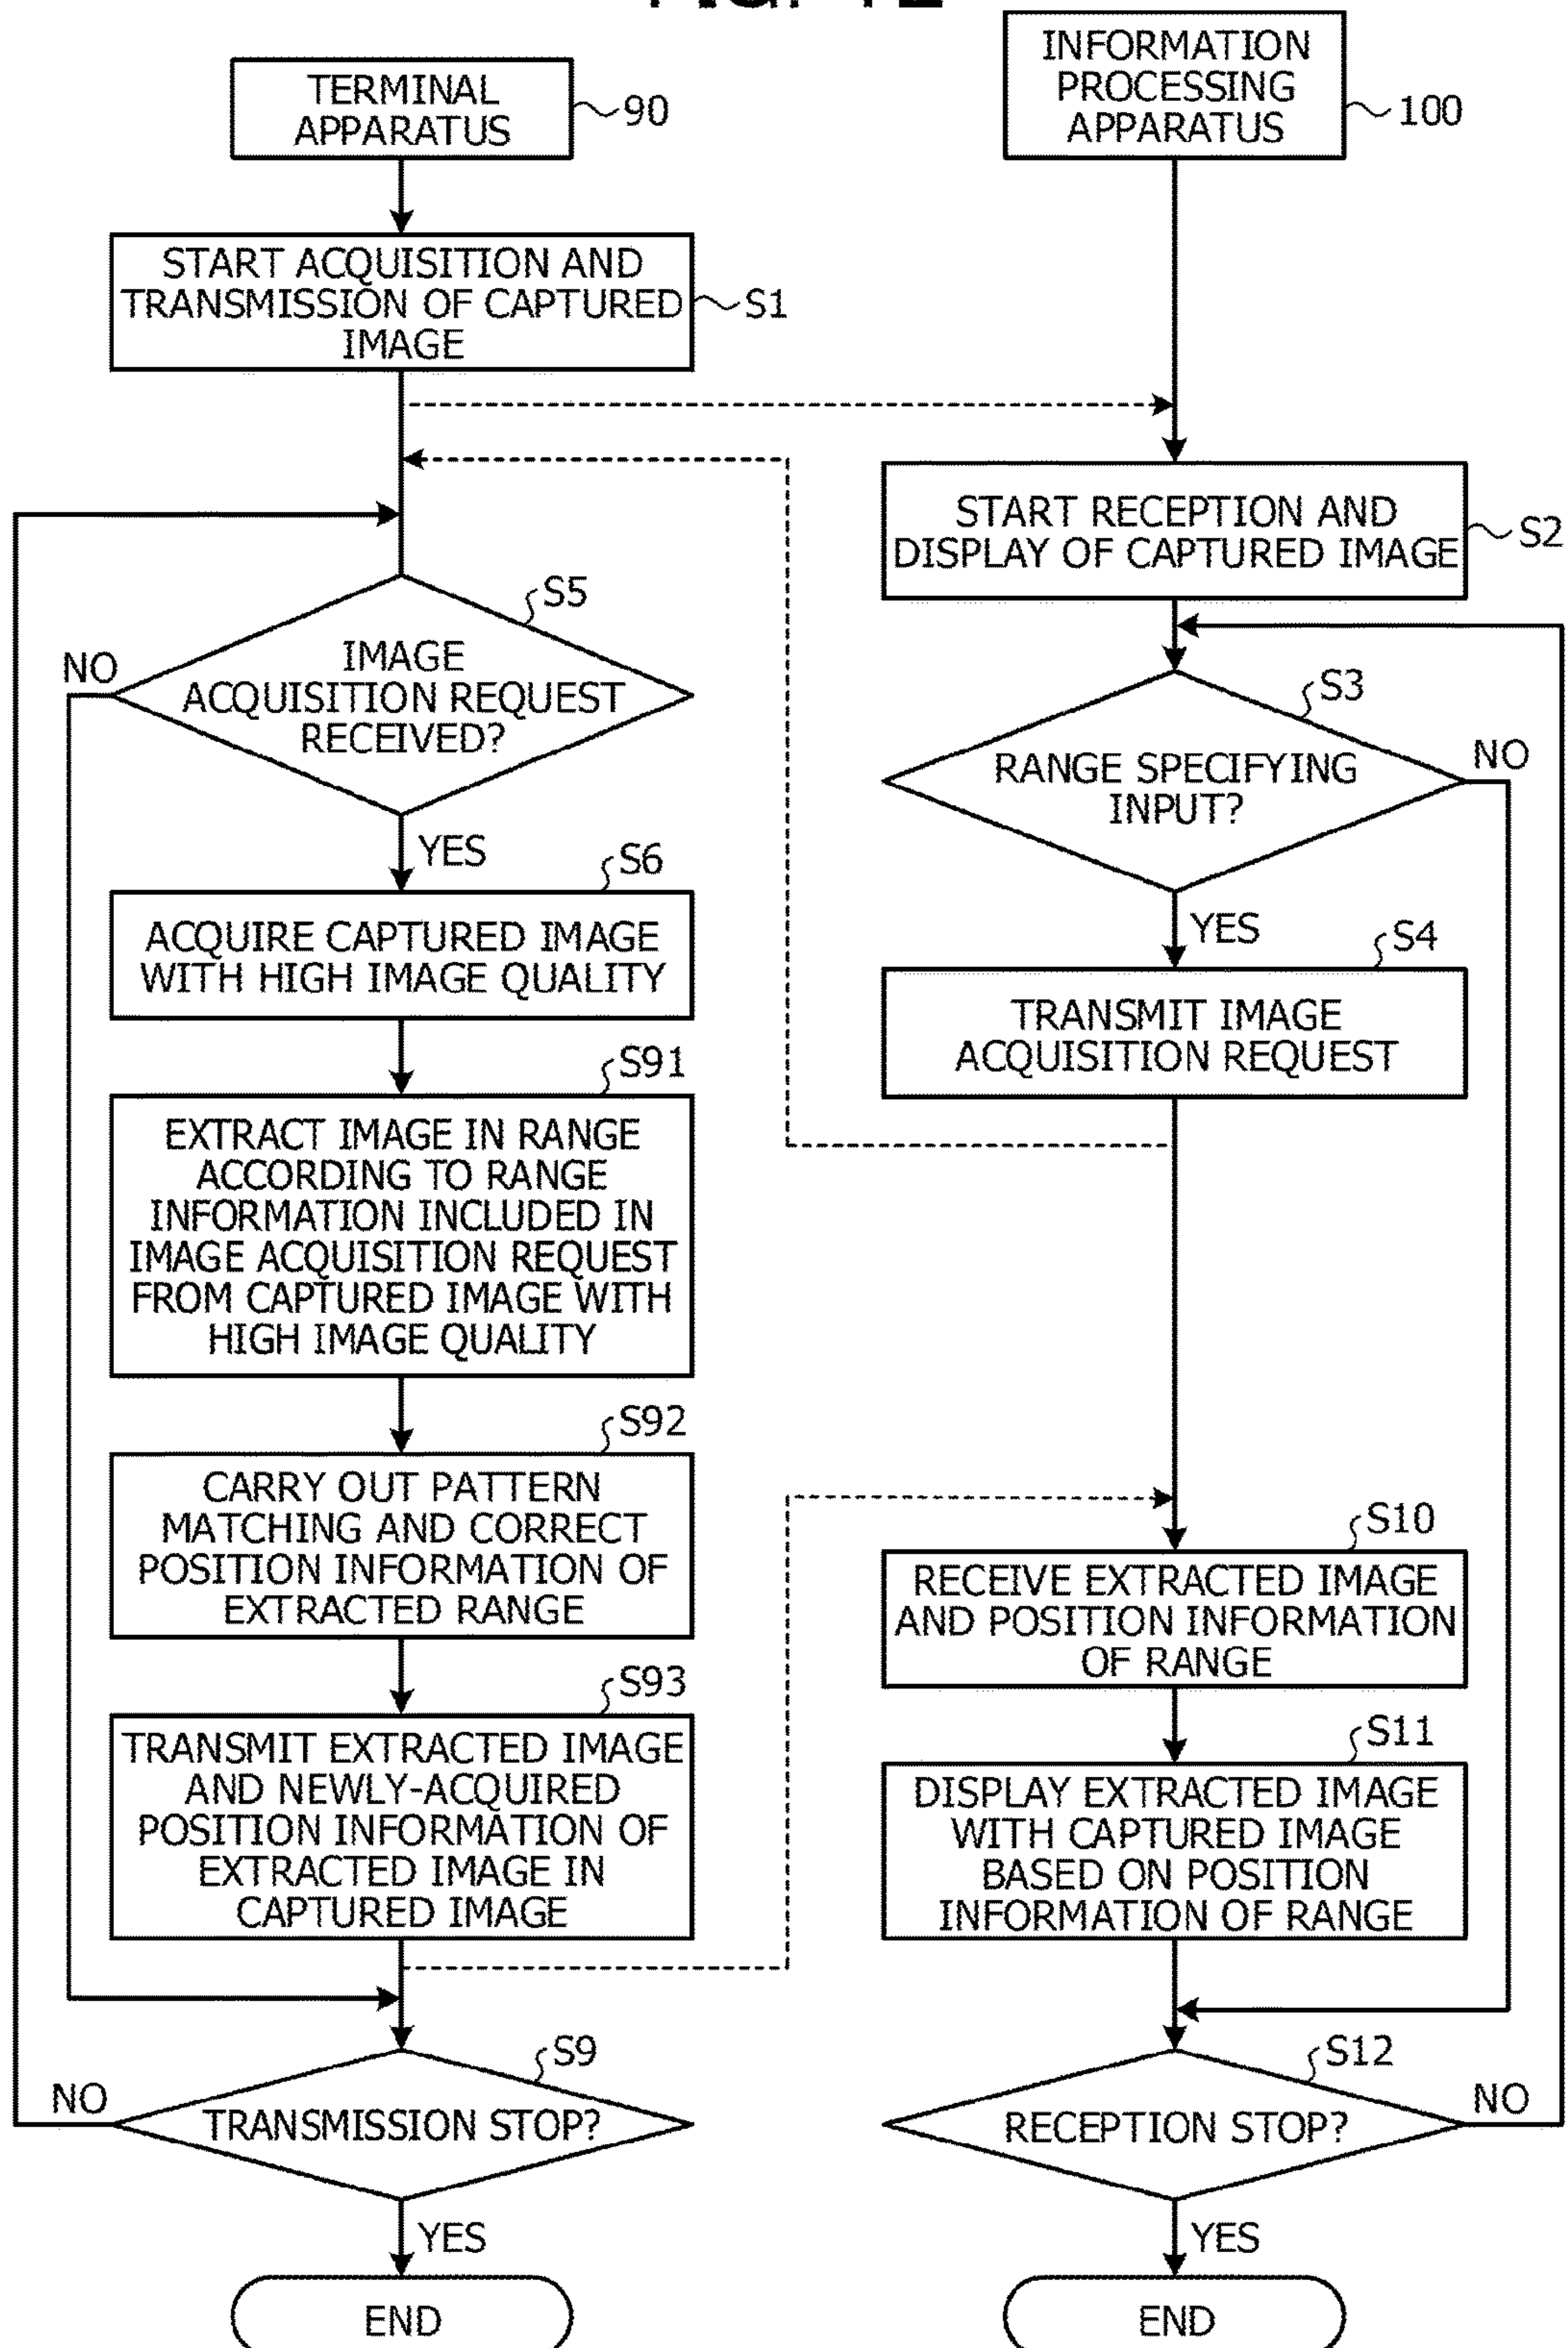 TERMINAL
APPARATUS
90
START ACQUISITION AND
TRANSMISSION OF CAPTURED
IMAGE
S1
S5
IMAGE
ACQUISITION REQUEST
RECEIVED?
NO
YES
S6
ACQUIRE CAPTURED IMAGE
WITH HIGH IMAGE QUALITY
S91
EXTRACT IMAGE IN RANGE
ACCORDING TO RANGE
INFORMATION INCLUDED IN
IMAGE ACQUISITION REQUEST
FROM CAPTURED IMAGE WITH
HIGH IMAGE QUALITY
S92
CARRY OUT PATTERN
MATCHING AND CORRECT
POSITION INFORMATION OF
EXTRACTED RANGE
S93
TRANSMIT EXTRACTED IMAGE
AND NEWLY-ACQUIRED
POSITION INFORMATION OF
EXTRACTED IMAGE IN
CAPTURED IMAGE
S9
NO
TRANSMISSION STOP?
YES
END
INFORMATION
PROCESSING
APPARATUS
100
START RECEPTION AND
DISPLAY OF CAPTURED IMAGE
S2
S3
RANGE SPECIFYING
INPUT?
NO
YES
S4
TRANSMIT IMAGE
ACQUISITION REQUEST
S10
RECEIVE EXTRACTED IMAGE
AND POSITION INFORMATION
OF RANGE
S11
DISPLAY EXTRACTED IMAGE
WITH CAPTURED IMAGE
BASED ON POSITION
INFORMATION OF RANGE
S12
RECEPTION STOP?
NO
YES
END